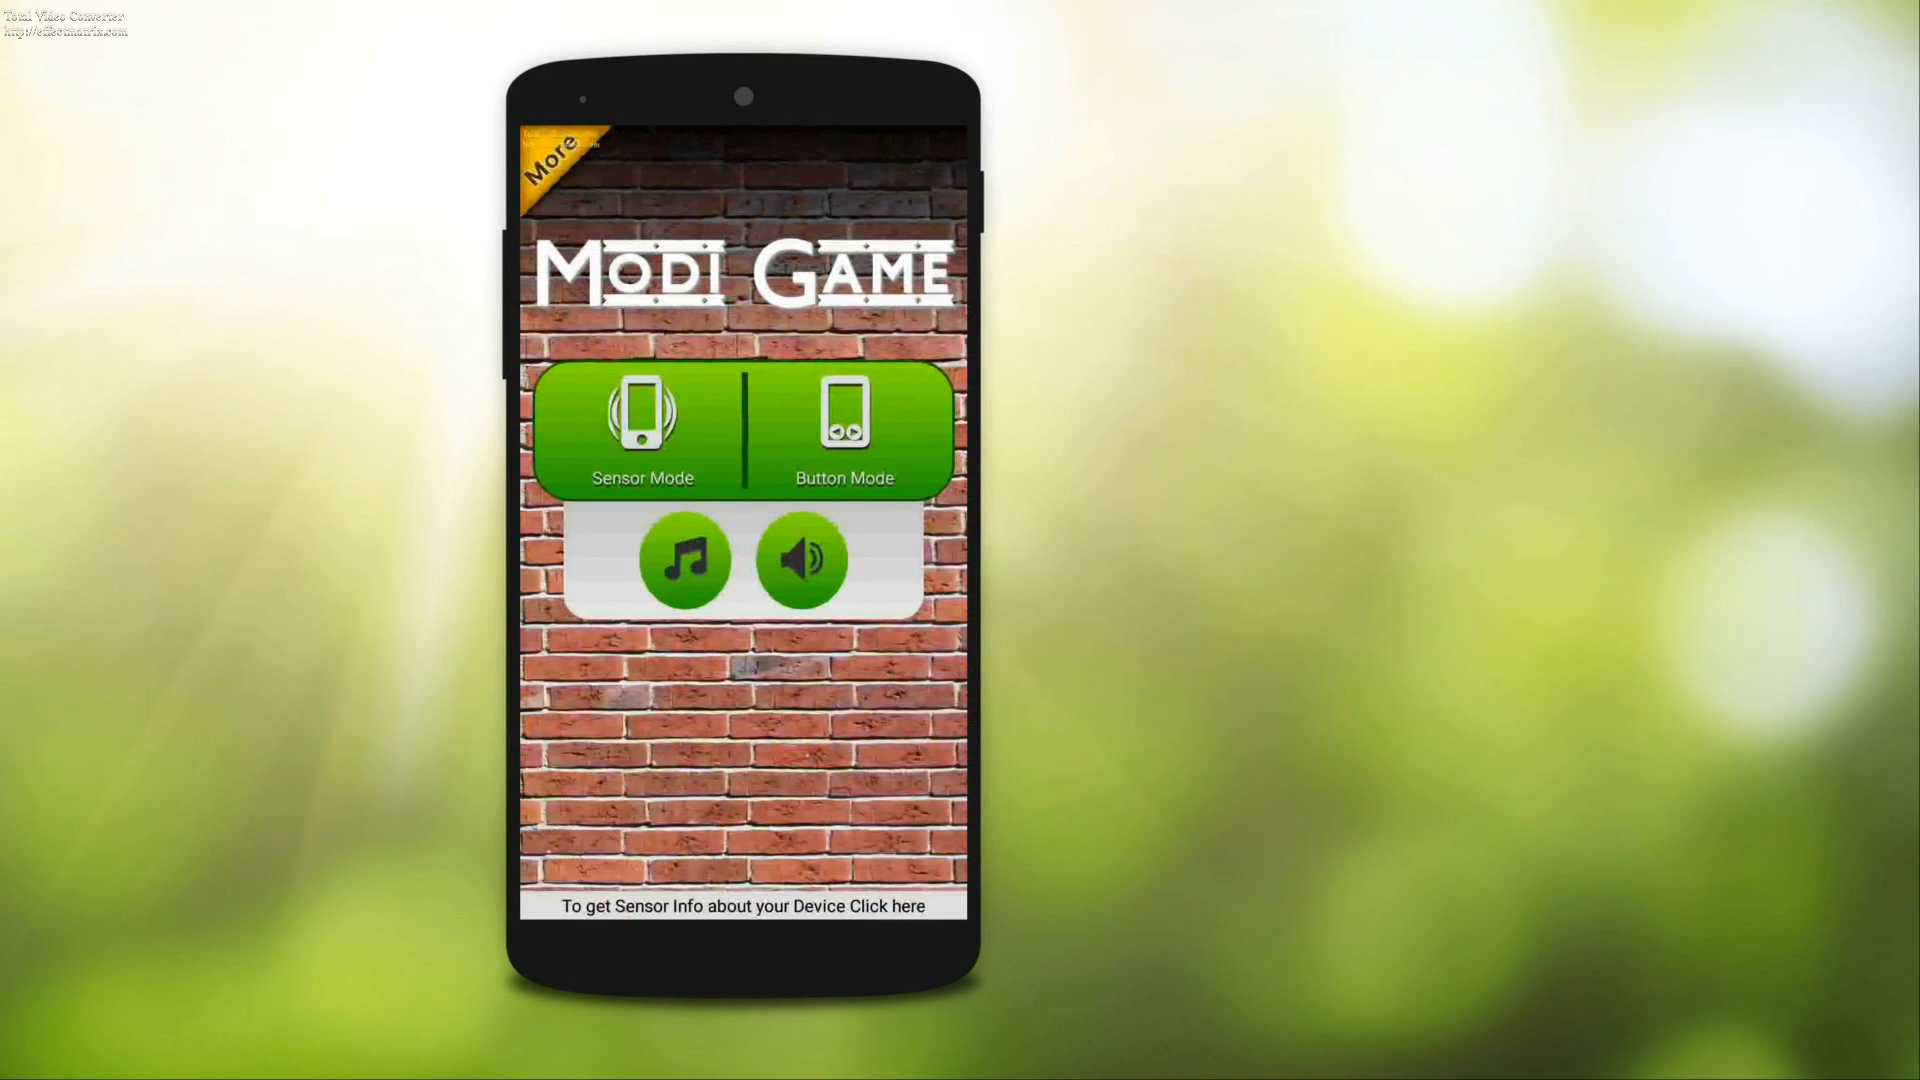 Total Video Converter
http://effectmatrix.com
More
MODI GAME
Sensor Mode
Button Mode
To get Sensor Info about your Device Click here